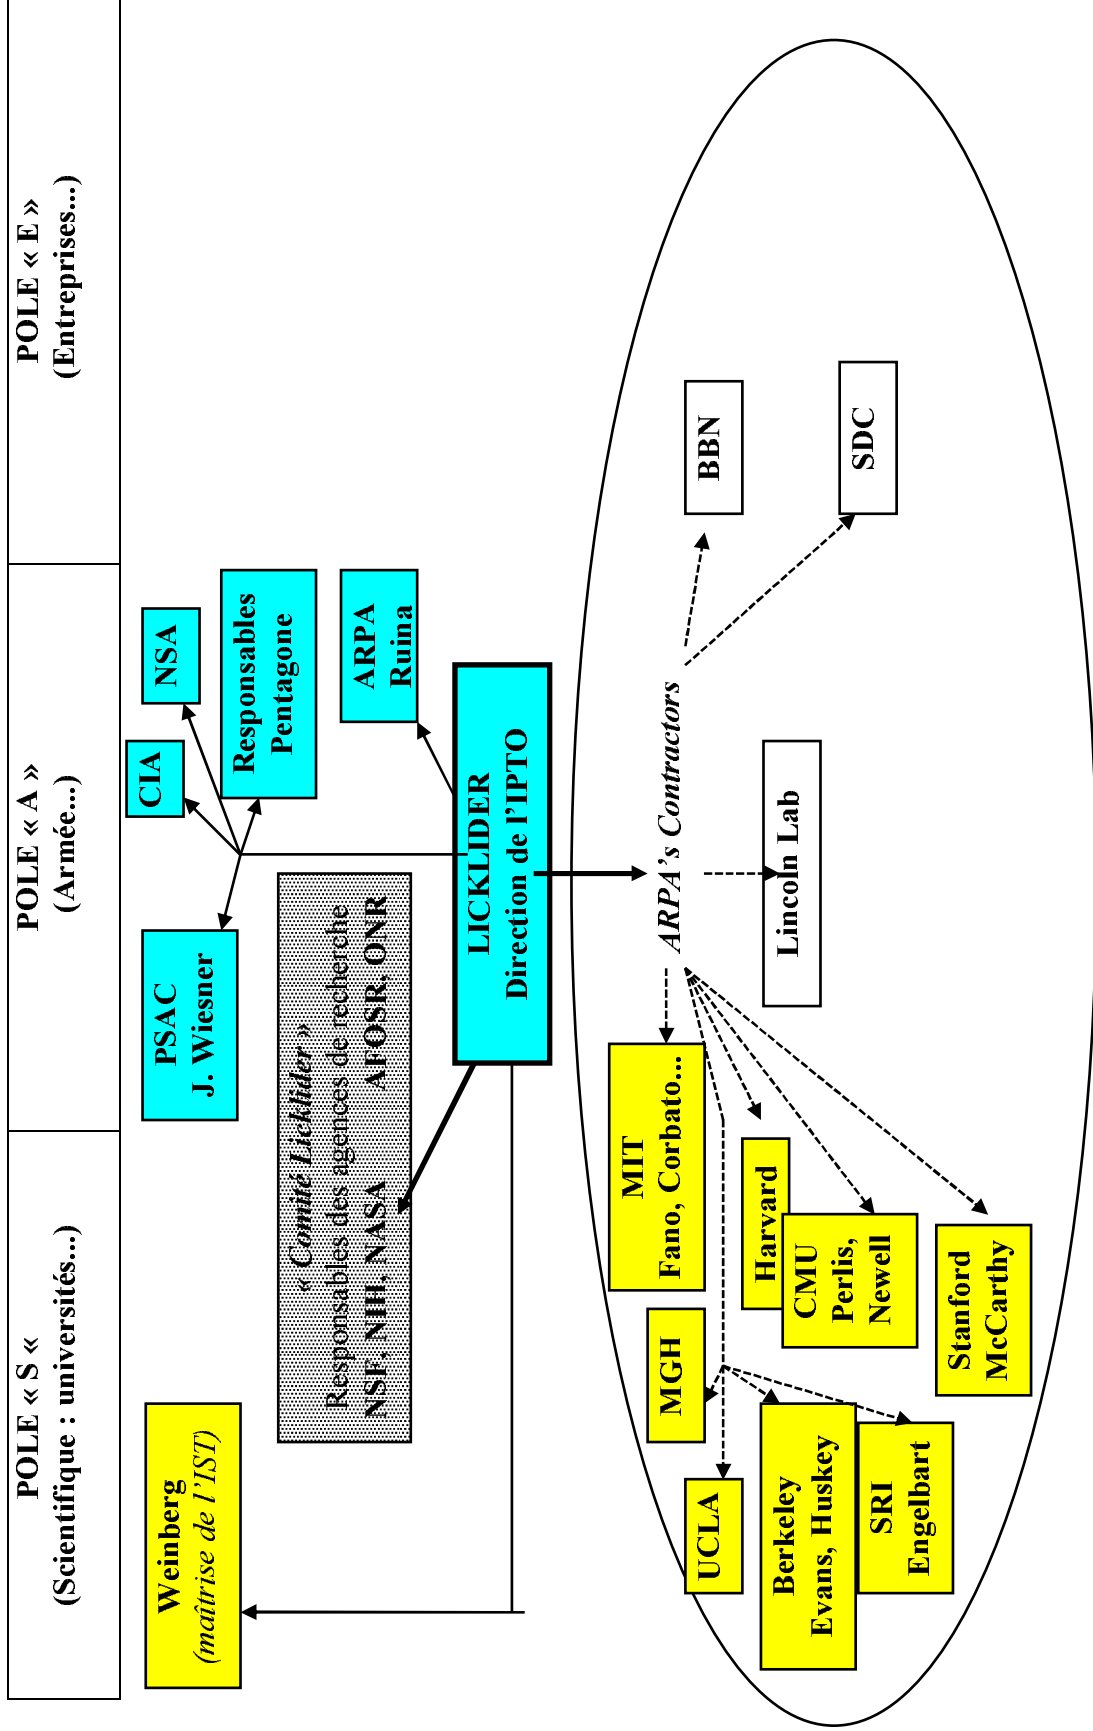 POLE « S «
(Scientifique : universités...)
POLE « A »
(Armée...)
POLE « E »
(Entreprises...)
Weinberg
(maîtrise de l’IST)
PSAC
J. Wiesner
CIA
NSA
Responsables
Pentagone
ARPA
Ruina
« Comité Licklider »
Responsables des agences de recherche
NSF, NIH, NASA AFOSR, ONR
LICKLIDER
Direction de l’IPTO
ARPA’s Contractors
MIT
Fano, Corbato...
MGH
UCLA
Harvard
CMU
Perlis,
Newell
Berkeley
Evans, Huskey
SRI
Engelbart
Stanford
McCarthy
Lincoln Lab
BBN
SDC